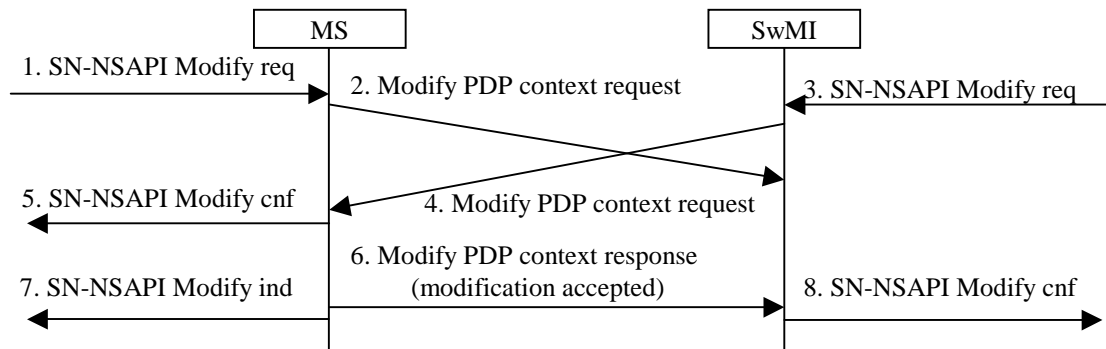 MS
SwMI
1. SN-NSAPI Modify req
2. Modify PDP context request
3. SN-NSAPI Modify req
5. SN-NSAPI Modify cnf
4. Modify PDP context request
6. Modify PDP context response
(modification accepted)
7. SN-NSAPI Modify ind
8. SN-NSAPI Modify cnf